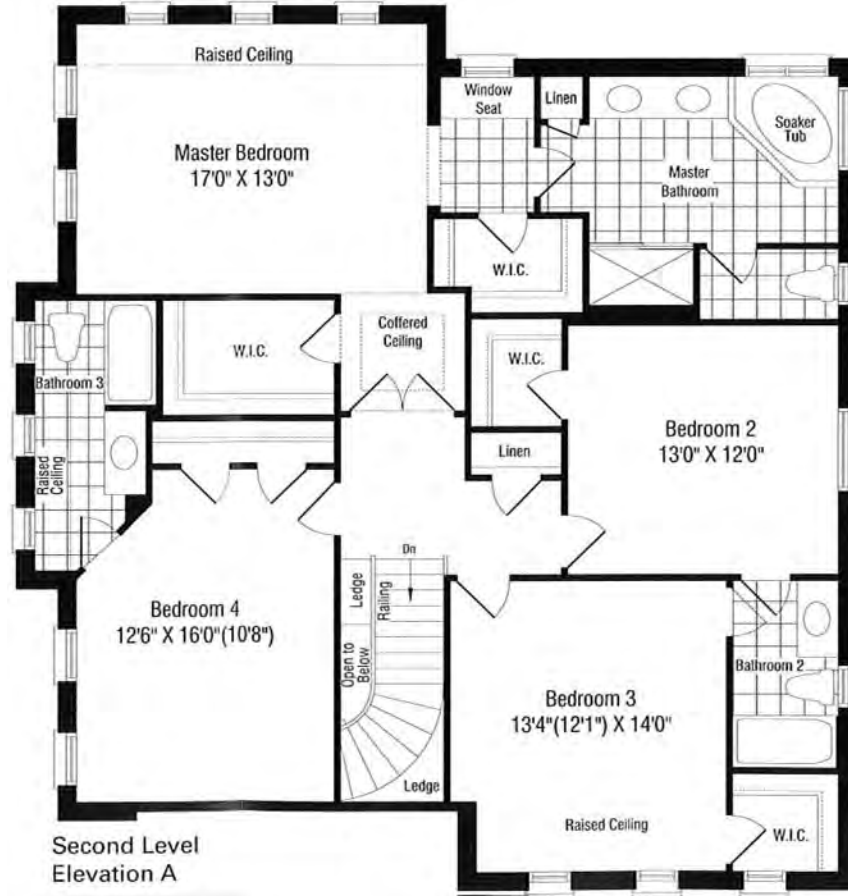 Raised Ceiling
Master Bedroom
17'0" X 13'0"
Window
Seat
Linen
Soaker
Tub
Master
Bathroom
W.I.C.
W.I.C.
Coffered
Ceiling
W.I.C.
Bathroom 3
Raised
Ceiling
Bedroom 2
13'0" X 12'0"
Linen
Dn
Ledge
Railing
Open to
Below
Ledge
Bedroom 4
12'6" X 16'0"(10'8")
Bedroom 3
13'4"(12'1") X 14'0"
Bathroom 2
Raised Ceiling
W.I.C.
Second Level
Elevation A